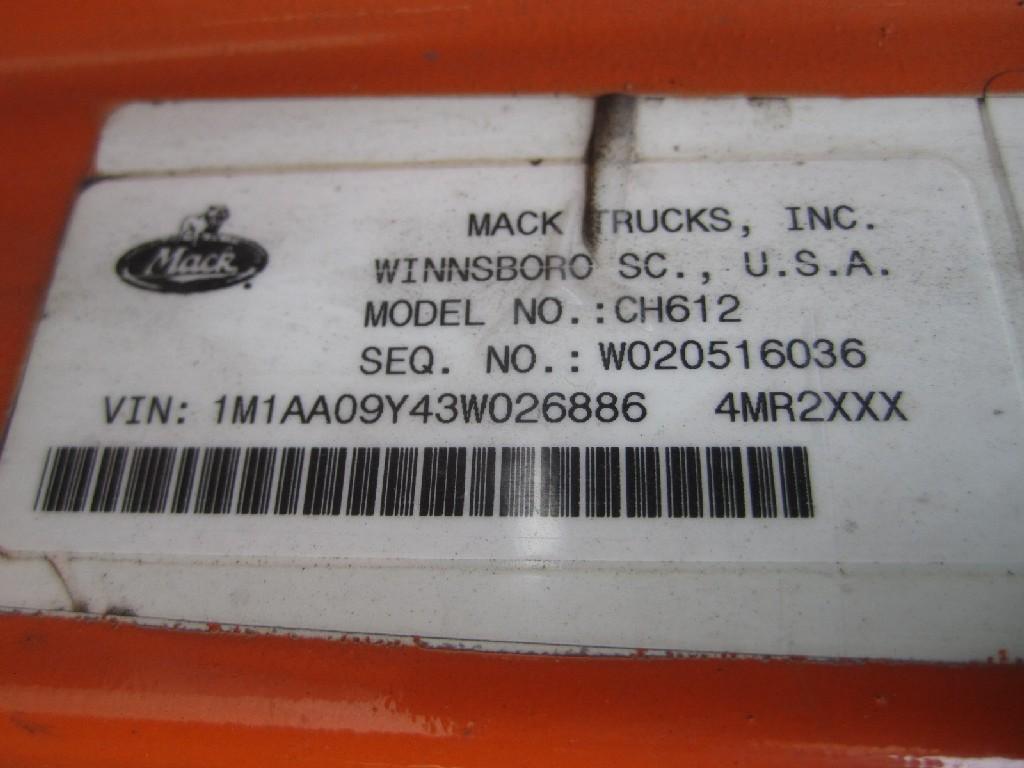 Mack
MACK TRUCKS, INC.
WINNSBORO SC., U.S.A.
MODEL NO.:CH612
SEQ. NO.: W020516036
VIN: 1M1AA09Y43W026886 4MR2XXX